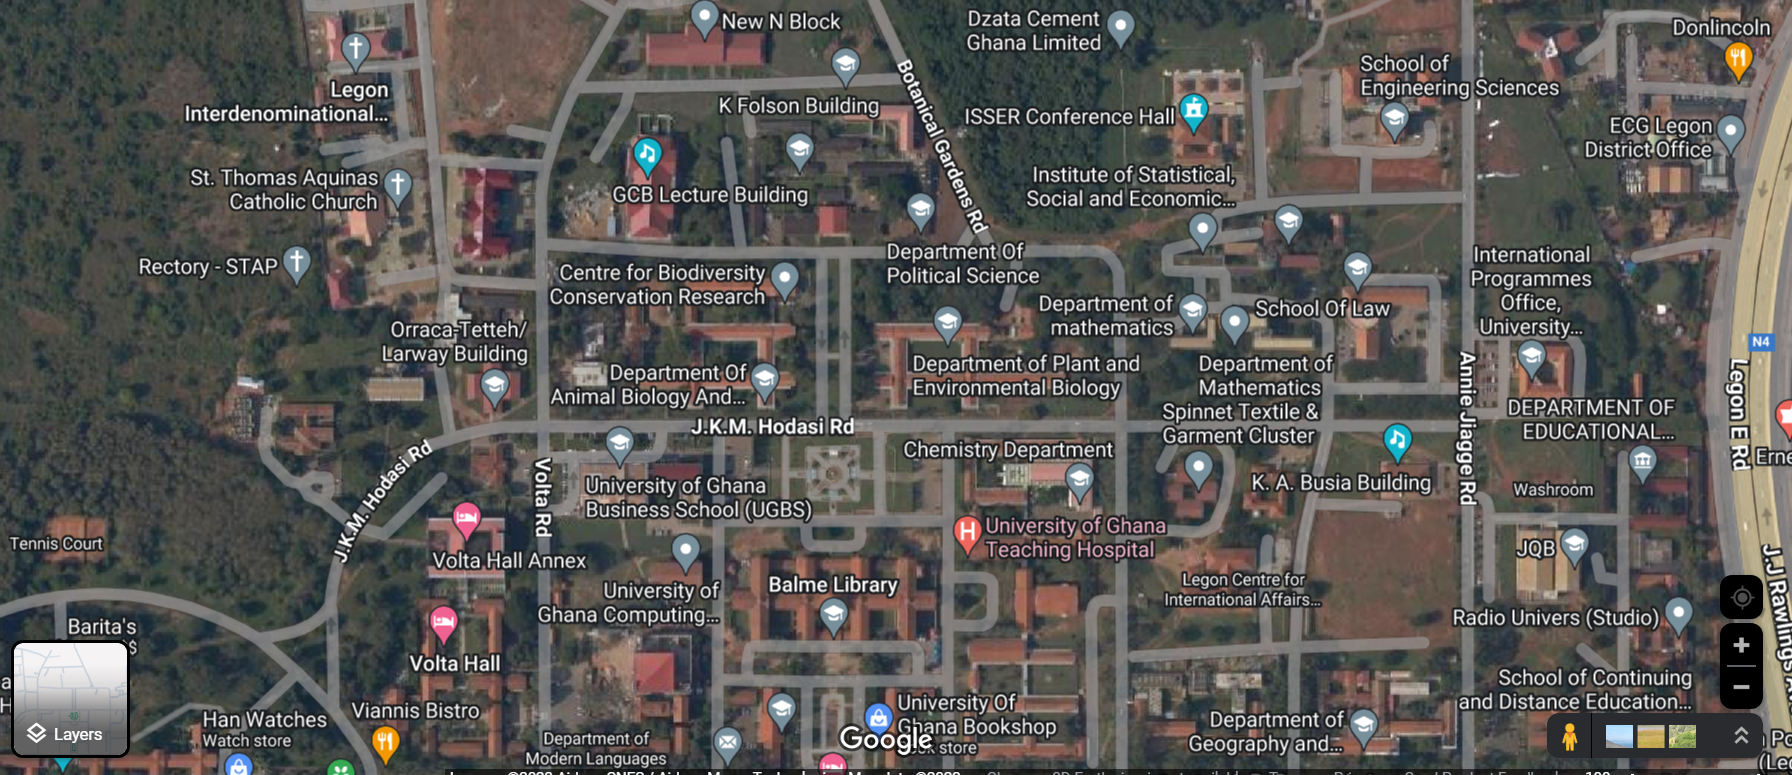 New N Block
Dzata Cement
Ghana Limited
Donlincoln
Legon
Interdenominational...
K Folson Building
Botanical Gardens Rd
ISSER Conference Hall
School of
Engineering Sciences
ECG Legon
District Office
St. Thomas Aquinas
Catholic Church
GCB Lecture Building
Institute of Statistical,
Social and Economic...
Rectory - STAP
Centre for Biodiversity
Conservation Research
Department Of
Political Science
International
Programmes
Office,
University...
Department of
mathematics
School Of Law
Orraca-Tetteh/
Larway Building
Department Of
Animal Biology And...
Department of Plant and
Environmental Biology
Department of
Mathematics
Annie Jiagge Rd
N4
Legon E Rd
J.K.M. Hodasi Rd
Spinnet Textile &
Garment Cluster
DEPARTMENT OF
EDUCATIONAL...
J.K.M. Hodasi Rd
Volta Rd
Chemistry Department
University of Ghana
Business School (UGBS)
K. A. Busia Building
Washroom
Tennis Court
Volta Hall Annex
H
University of Ghana
Teaching Hospital
JQB
University of
Ghana Computing...
Balme Library
Legon Centre for
International Affairs...
Radio Univers (Studio)
Barita's
$
Volta Hall
School of Continuing
and Distance Education...
Layers
Han Watches
Watch store
Viannis Bistro
Department of
Modern Languages
University Of
Ghana Bookshop
store
Google
Department of
Geography and...